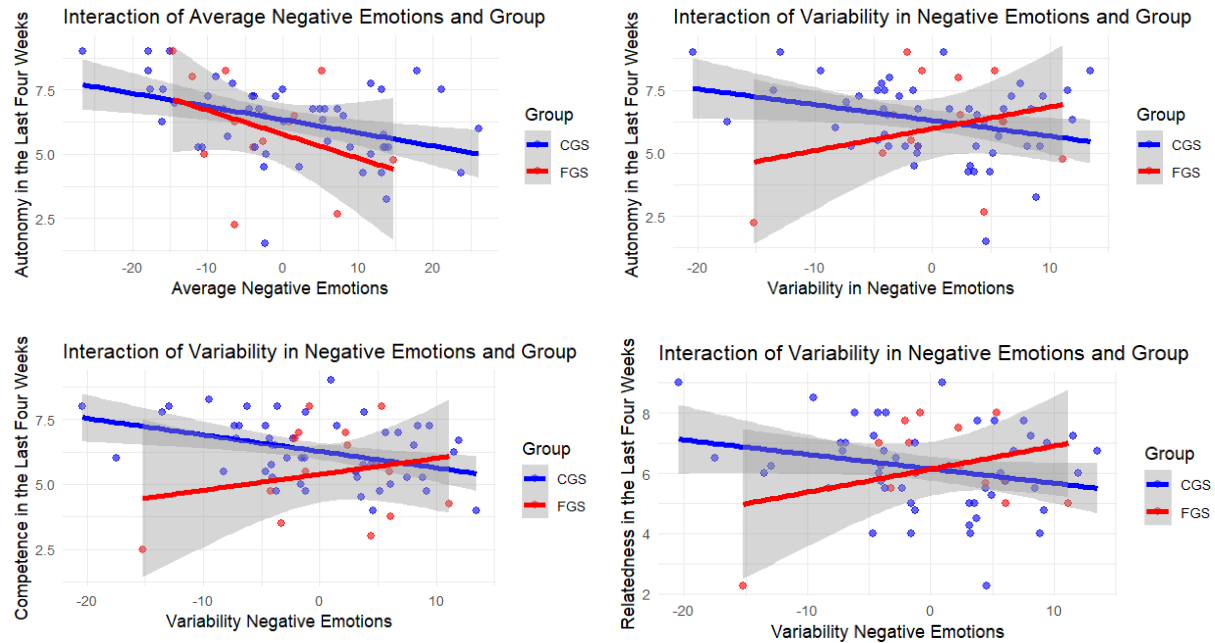 Interaction of Average Negative Emotions and Group
Autonomy in the Last Four Weeks
7.5
5.0
2.5
-20
-10
0
10
20
Average Negative Emotions
Group
CGS
FGS
Interaction of Variability in Negative Emotions and Group
Autonomy in the Last Four Weeks
7.5
5.0
2.5
-20
-10
0
10
Variability in Negative Emotions
Group
CGS
FGS
Interaction of Variability in Negative Emotions and Group
Competence in the Last Four Weeks
7.5
5.0
2.5
-20
-10
0
10
Variability Negative Emotions
Group
CGS
FGS
Interaction of Variability in Negative Emotions and Group
Relatedness in the Last Four Weeks
8
6
4
2
-20
-10
0
10
Variability Negative Emotions
Group
CGS
FGS